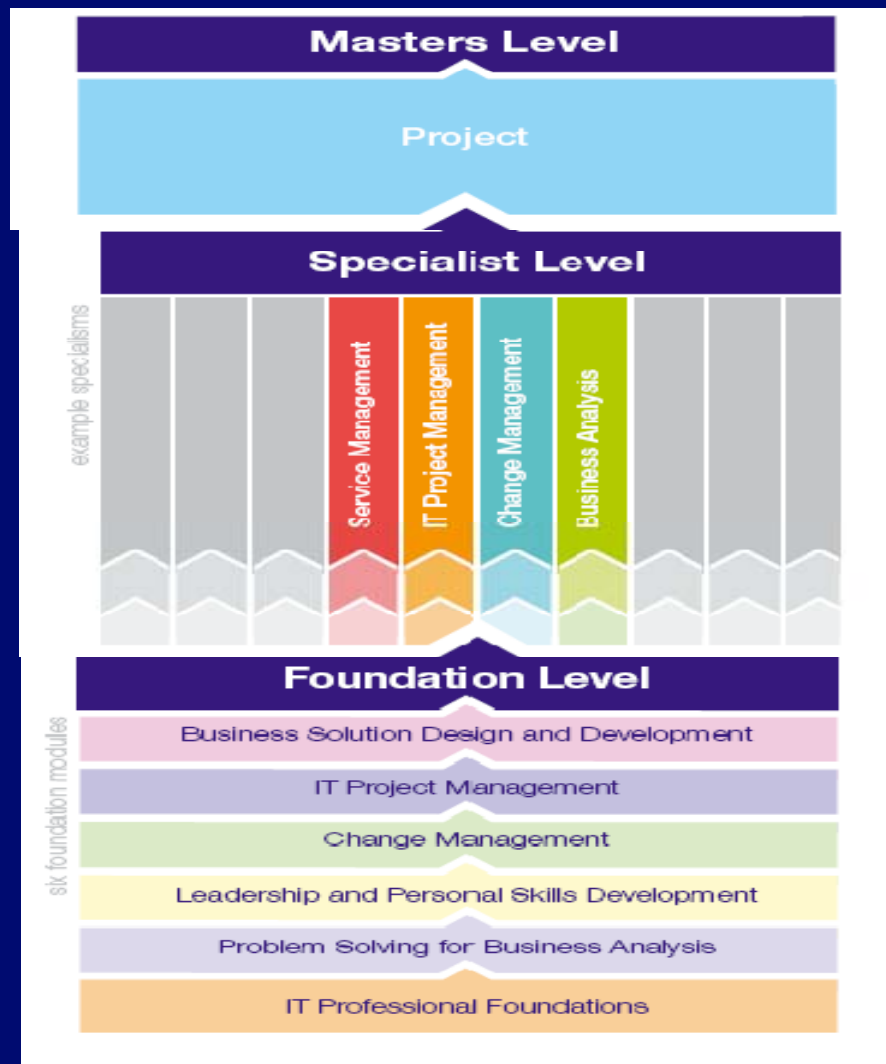 Masters Level
Project
Specialist Level
example specialisms
Service Management
IT Project Management
Change Management
Business Analysis
Foundation Level
six foundation modules
Business Solution Design and Development
IT Project Management
Change Management
Leadership and Personal Skills Development
Problem Solving for Business Analysis
IT Professional Foundations